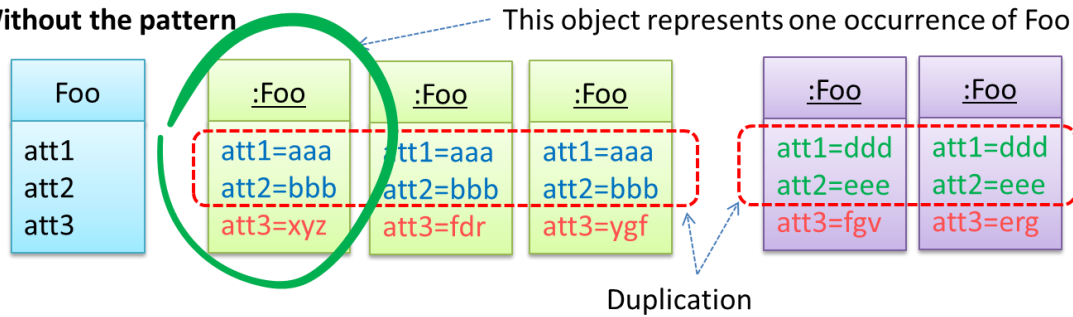 Without the pattern
This object represents one occurrence of Foo
Foo
att1
att2
att3
:Foo
att1=aaa
att2=bbb
att3=xyz
:Foo
att1=aaa
att2=bbb
att3=fdr
:Foo
att1=aaa
att2=bbb
att3=ygf
:Foo
att1=ddd
att2=eee
att3=fgv
:Foo
att1=ddd
att2=eee
att3=erg
Duplication